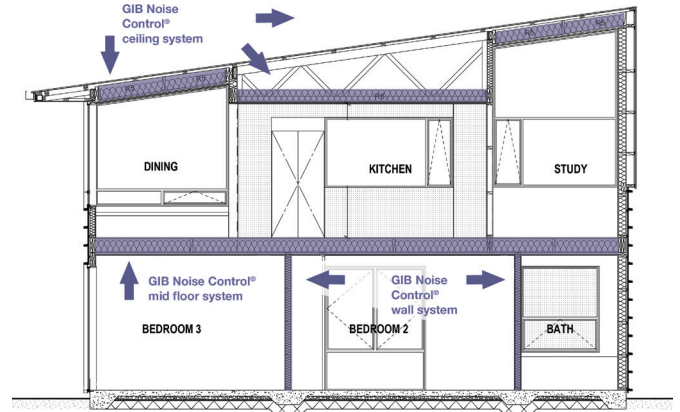 GIB Noise
Control®
ceiling system
DINING
KITCHEN
STUDY
GIB Noise Control®
mid floor system
GIB Noise
Control®
wall system
BEDROOM 3
BEDROOM 2
BATH